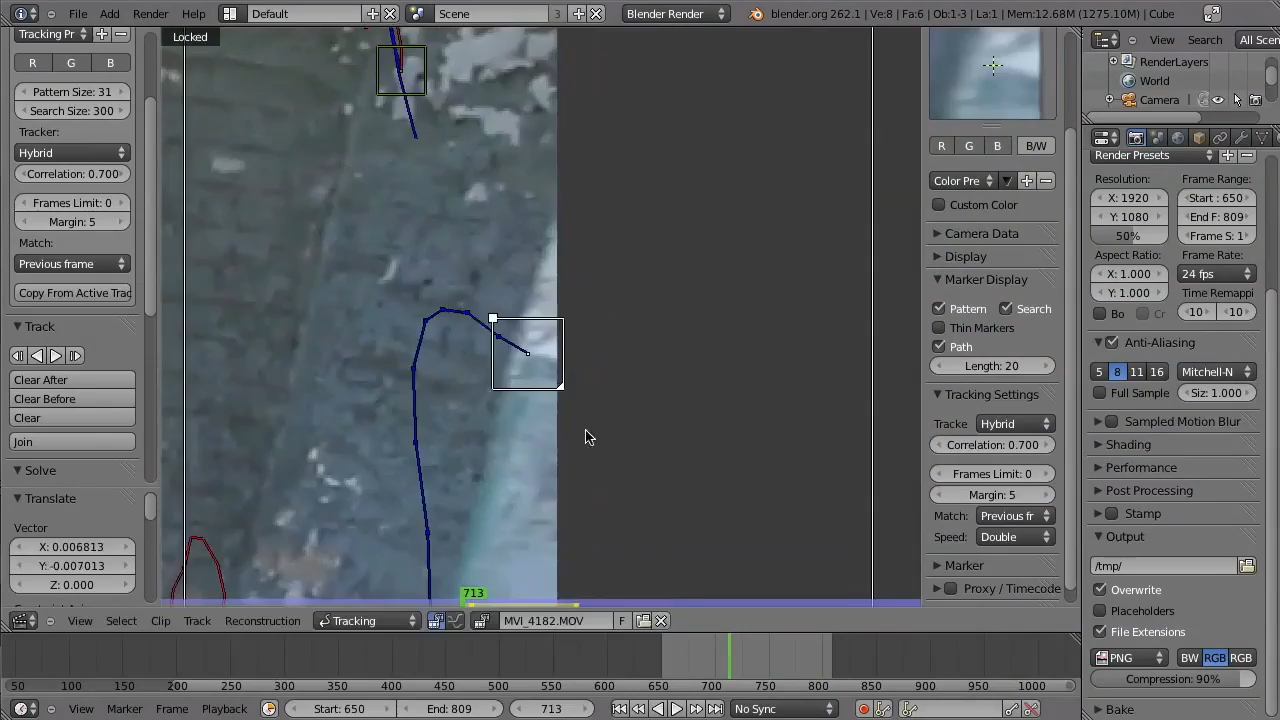 File Add Render Help Default Scene 3 Blender Render blender.org 262.1 | Ve:8 | Fa:6 | Ob:1-3 | La:1 | Mem:12.68M (1275.10M) | Cube
Tracking Pr
R G B
Pattern Size: 31
Search Size: 300
Tracker:
Hybrid
Correlation: 0.700
Frames Limit: 0
Margin: 5
Match:
Previous frame
Copy From Active Trac
Track
Clear After
Clear Before
Clear
Join
Solve
Translate
Vector
X: 0.006813
Y: -0.007013
Z: 0.000
Locked
713
R G B B/W
Color Pre
Custom Color
Camera Data
Display
Marker Display
Pattern Search
Thin Markers
Path
Length: 20
Tracking Settings
Tracke Hybrid
Correlation: 0.700
Frames Limit: 0
Margin: 5
Match: Previous fr
Speed: Double
Marker
Proxy / Timecode
View Search All Scen
RenderLayers
World
Camera
Render Presets
Resolution: Frame Range:
X: 1920 Start : 650
Y: 1080 End F: 809
50% Frame S: 1
Aspect Ratio: Frame Rate:
X: 1.000 24 fps
Y: 1.000 Time Remappi
Bo Cr 10 10
Anti-Aliasing
5 8 11 16 Mitchell-N
Full Sample Siz: 1.000
Sampled Motion Blur
Shading
Performance
Post Processing
Stamp
Output
/tmp/
Overwrite
Placeholders
File Extensions
PNG BW RGB RGB
Compression: 90%
Bake
View Select Clip Track Reconstruction Tracking MVI_4182.MOV F
50 100 150 200 250 300 350 400 450 500 550 600 650 700 750 800 850 900 950 1000
View Marker Frame Playback Start: 650 End: 809 713 No Sync